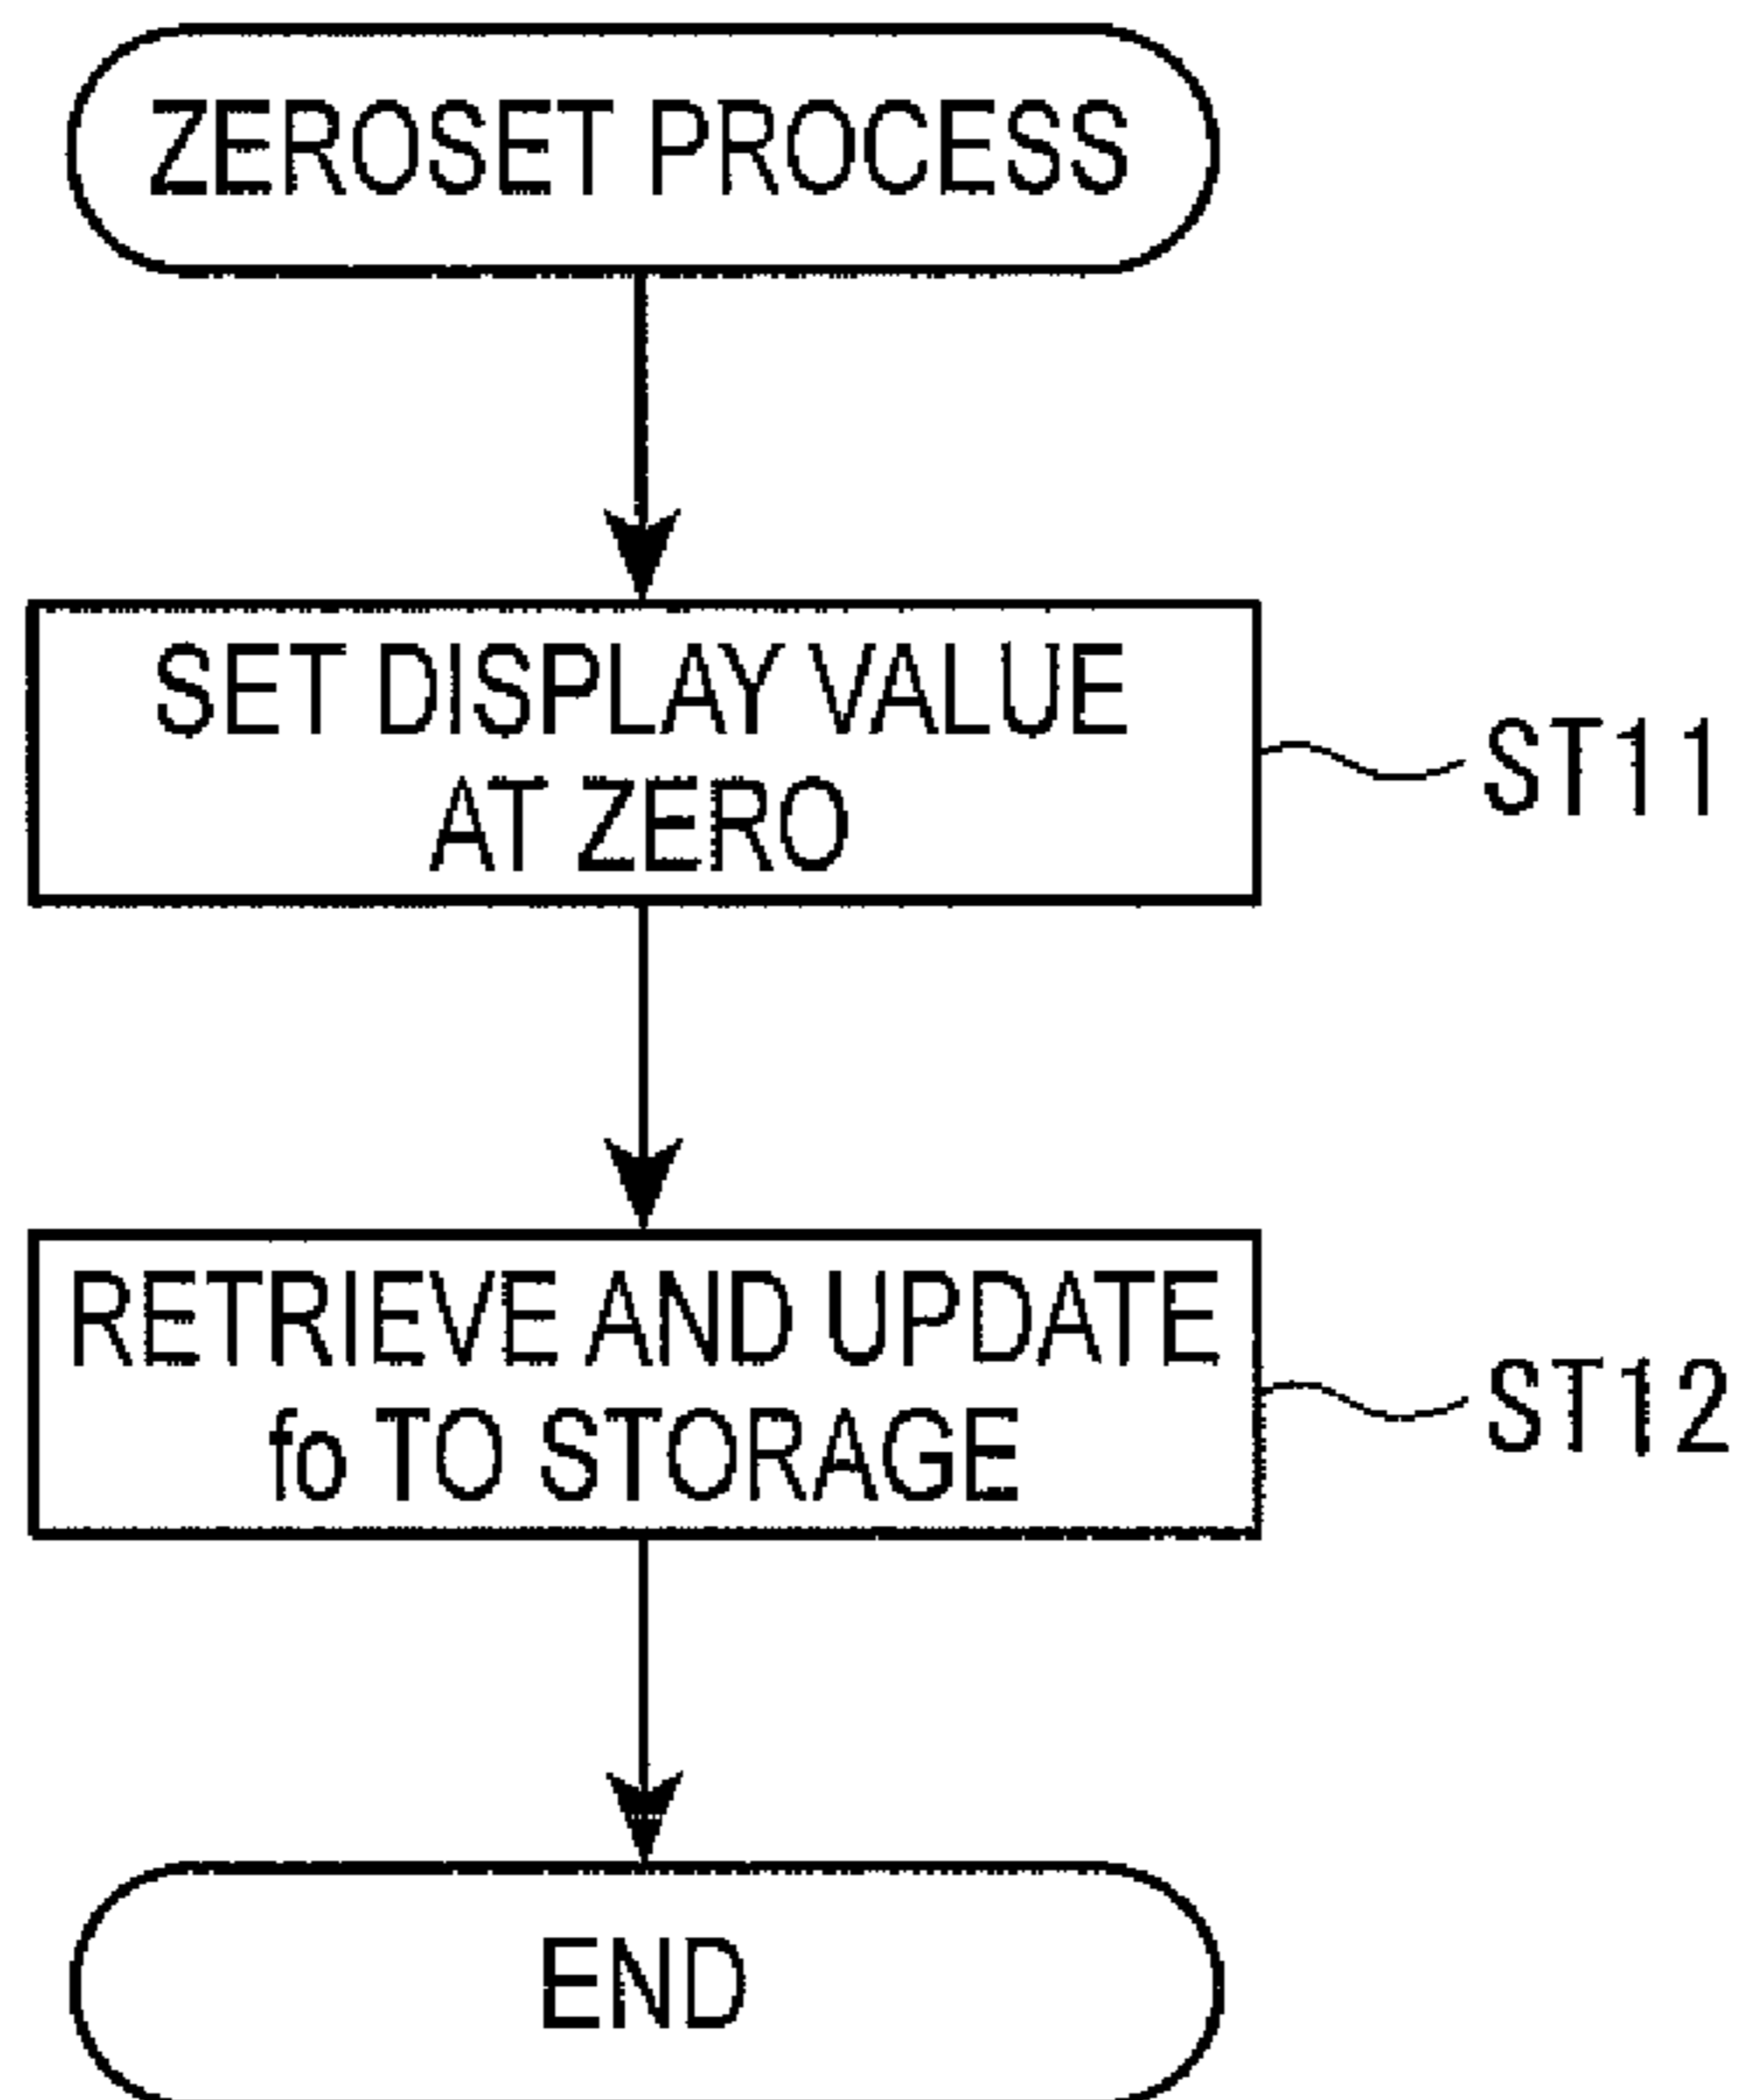 ZEROSET PROCESS
SET DISPLAY VALUE
AT ZERO
ST11
RETRIEVE AND UPDATE
fo TO STORAGE
ST12
END